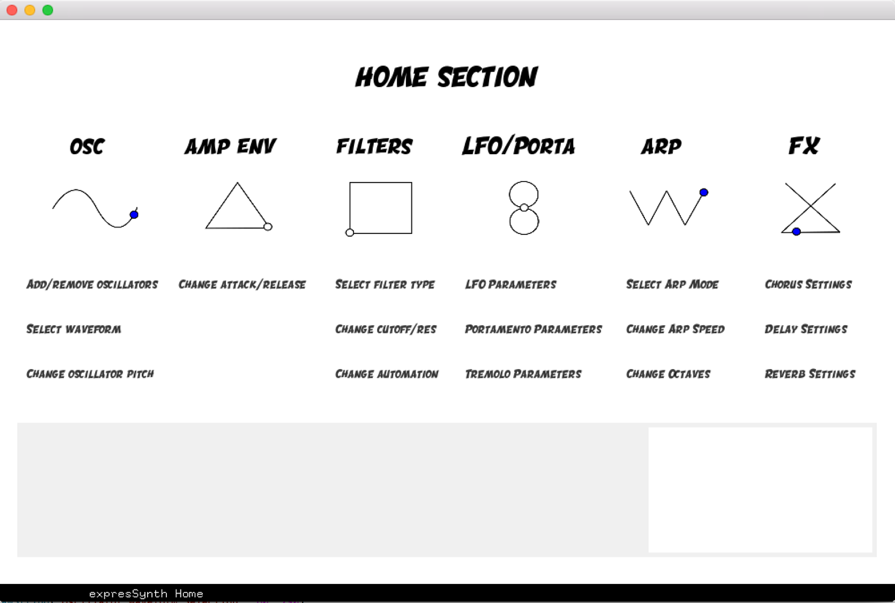 HOME SECTION
OSC AMP ENV FILTERS LFO/PORTA ARP FX
ADD/REMOVE OSCILLATORS CHANGE ATTACK/RELEASE SELECT FILTER TYPE LFO PARAMETERS SELECT ARP MODE CHORUS SETTINGS
SELECT WAVEFORM CHANGE CUTOFF/RES PORTAMENTO PARAMETERS CHANGE ARP SPEED DELAY SETTINGS
CHANGE OSCILLATOR PITCH CHANGE AUTOMATION TREMOLO PARAMETERS CHANGE OCTAVES REVERB SETTINGS
expresSynth Home